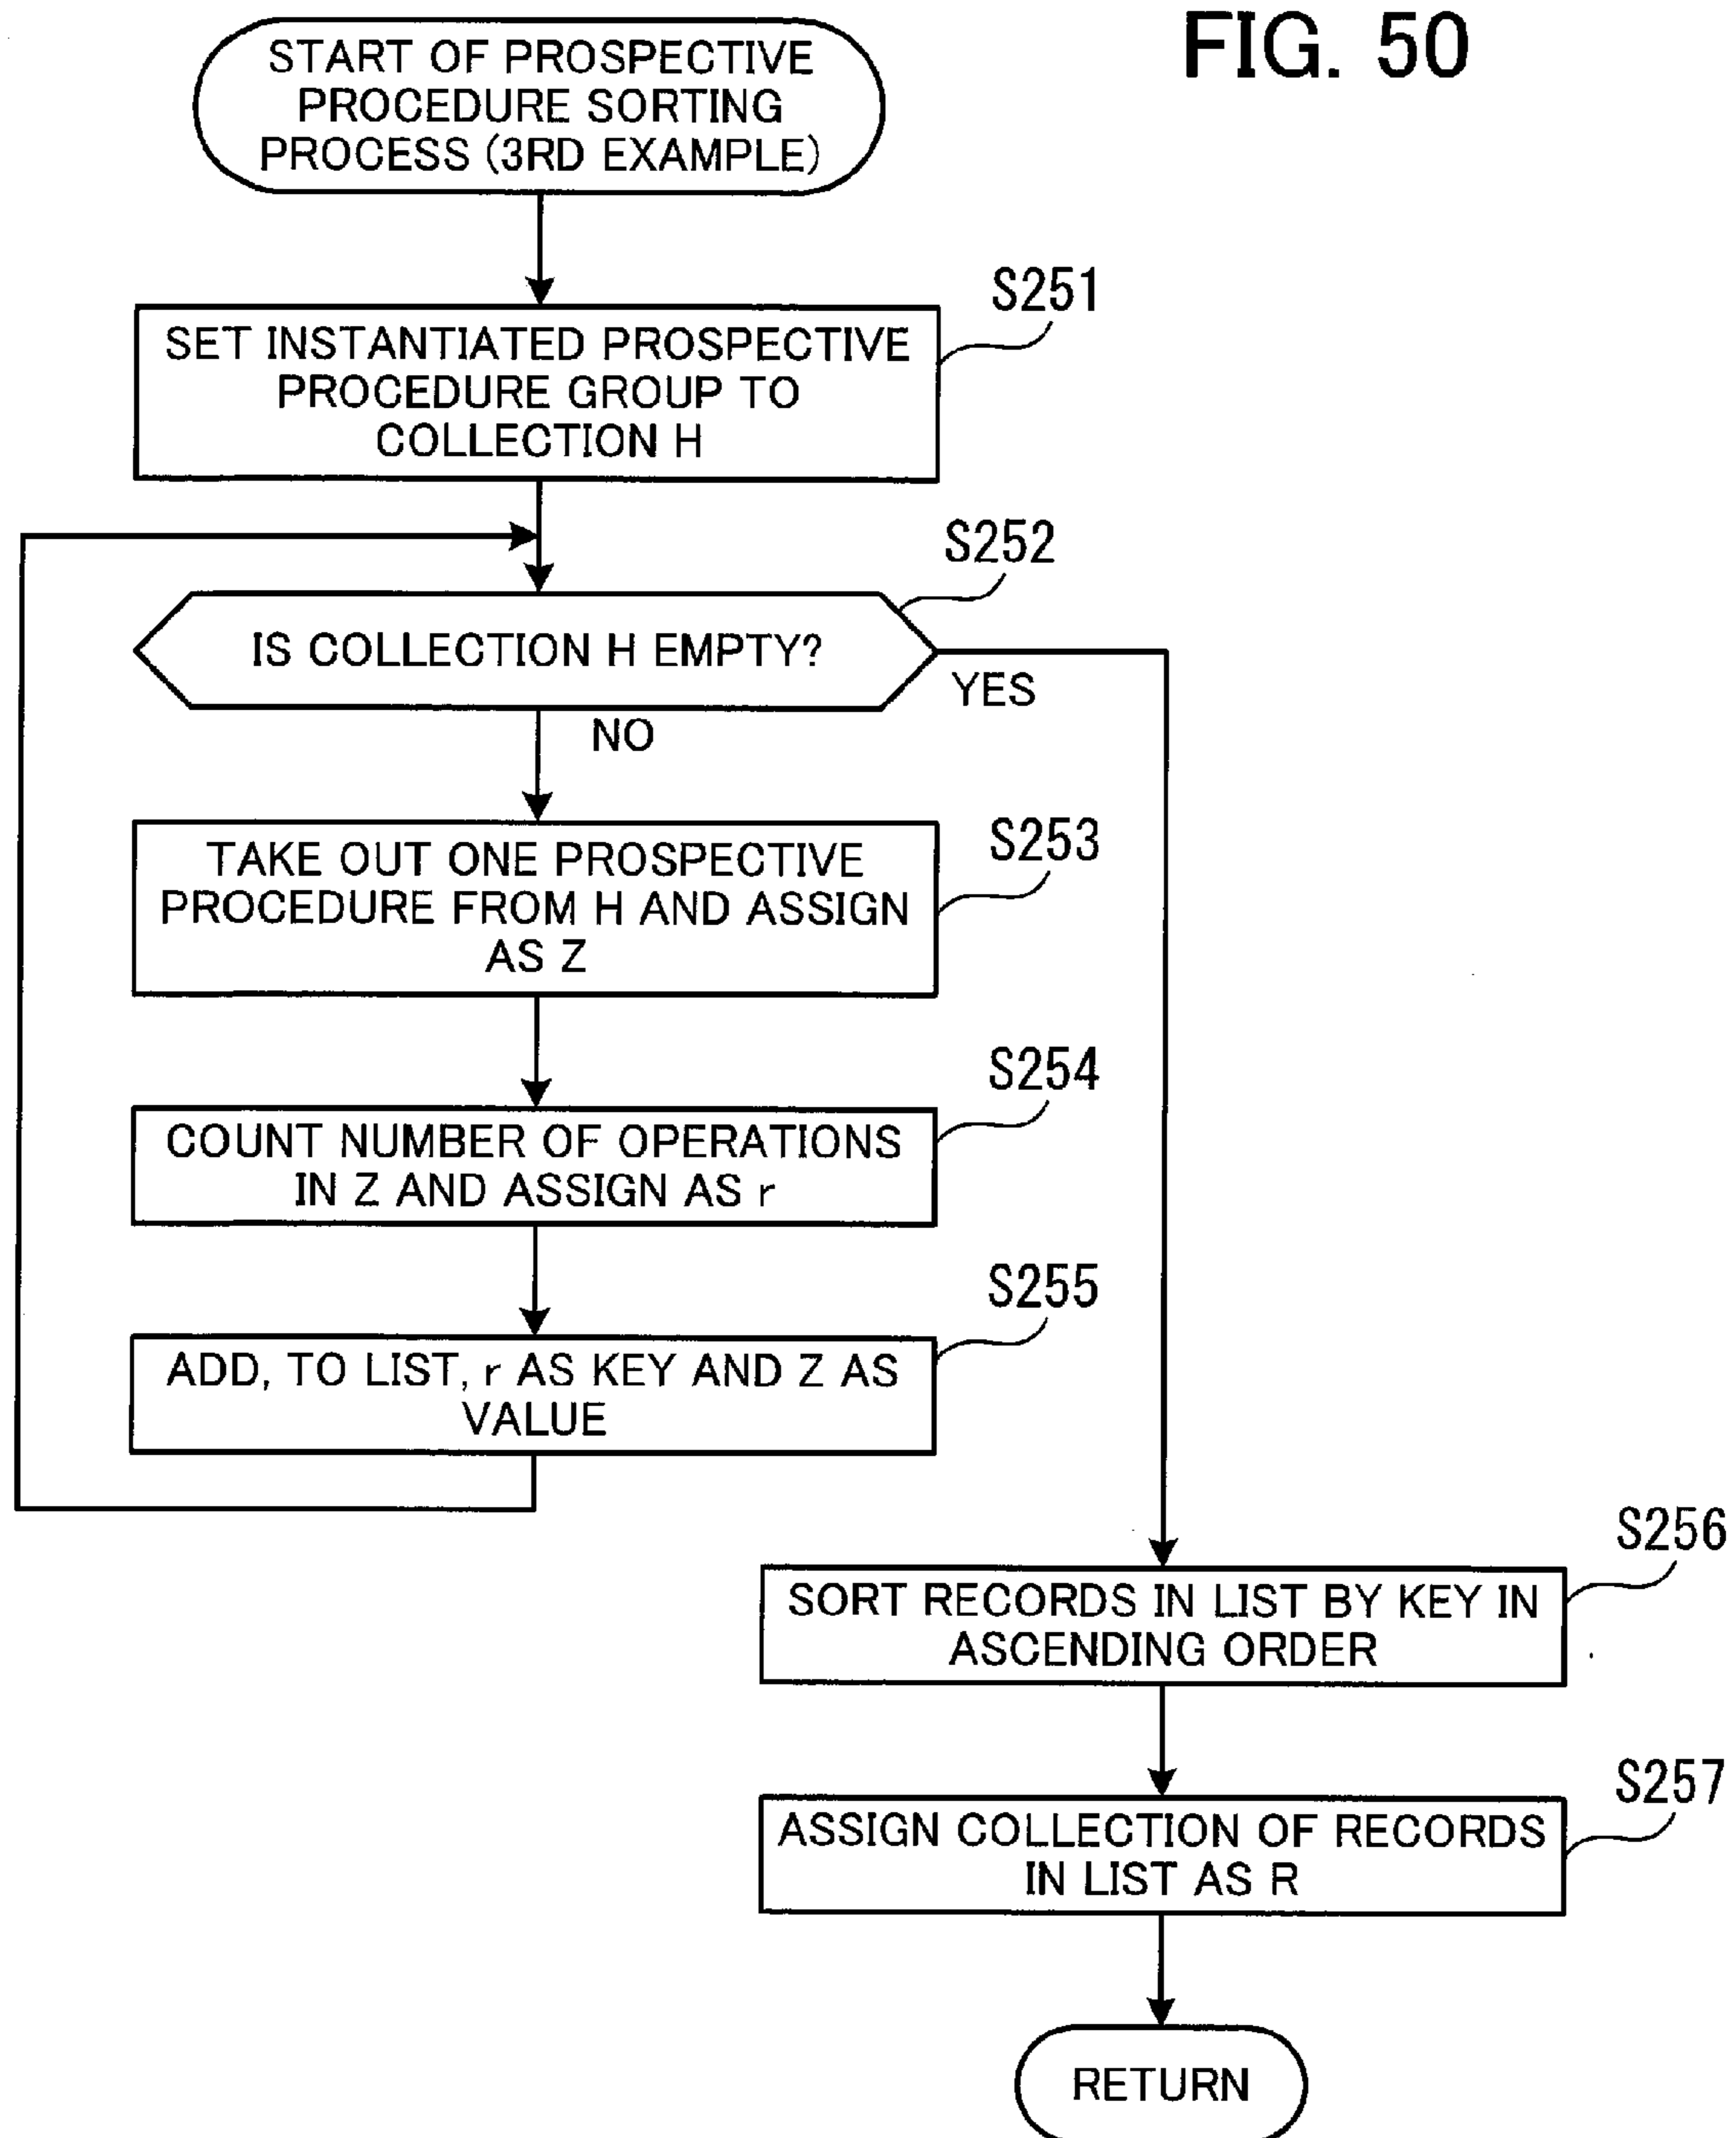 FIG. 50
START OF PROSPECTIVE
PROCEDURE SORTING
PROCESS (3RD EXAMPLE)
S251
SET INSTANTIATED PROSPECTIVE
PROCEDURE GROUP TO
COLLECTION H
S252
IS COLLECTION H EMPTY?
YES
NO
S253
TAKE OUT ONE PROSPECTIVE
PROCEDURE FROM H AND ASSIGN
AS Z
S254
COUNT NUMBER OF OPERATIONS
IN Z AND ASSIGN AS r
S255
ADD, TO LIST, r AS KEY AND Z AS
VALUE
S256
SORT RECORDS IN LIST BY KEY IN
ASCENDING ORDER
S257
ASSIGN COLLECTION OF RECORDS
IN LIST AS R
RETURN